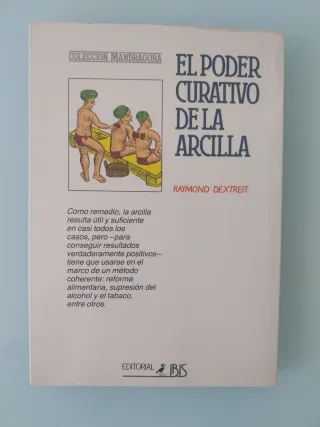 COLECCION MANDRAGORA
EL PODER
CURATIVO
DE LA
ARCILLA
RAYMOND DEXTREIT
Como remedio, la arcilla
resulta útil y suficiente
en casi todos los
casos, pero –para
conseguir resultados
verdaderamente positivos–
tiene que usarse en el
marco de un método
coherente: reforma
alimentaria, supresión del
alcohol y el tabaco,
entre otros.
EDITORIAL IBIS